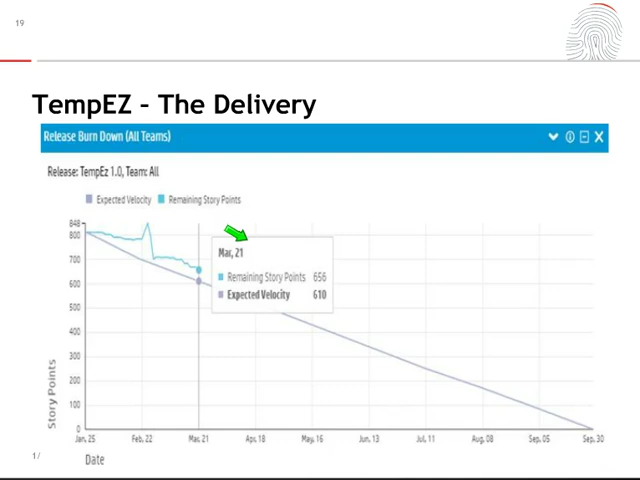 19
TempEZ – The Delivery
Release Burn Down (All Teams)
Release: TempEz 1.0, Team: All
Expected Velocity Remaining Story Points
848
800
700
600
500
400
300
200
100
0
Story Points
Mar, 21
Remaining Story Points 656
Expected Velocity 610
Jan, 25 Feb, 22 Mar, 21 Apr, 18 May, 16 Jun, 13 Jul, 11 Aug, 08 Sep, 05 Sep, 30
Date
1/